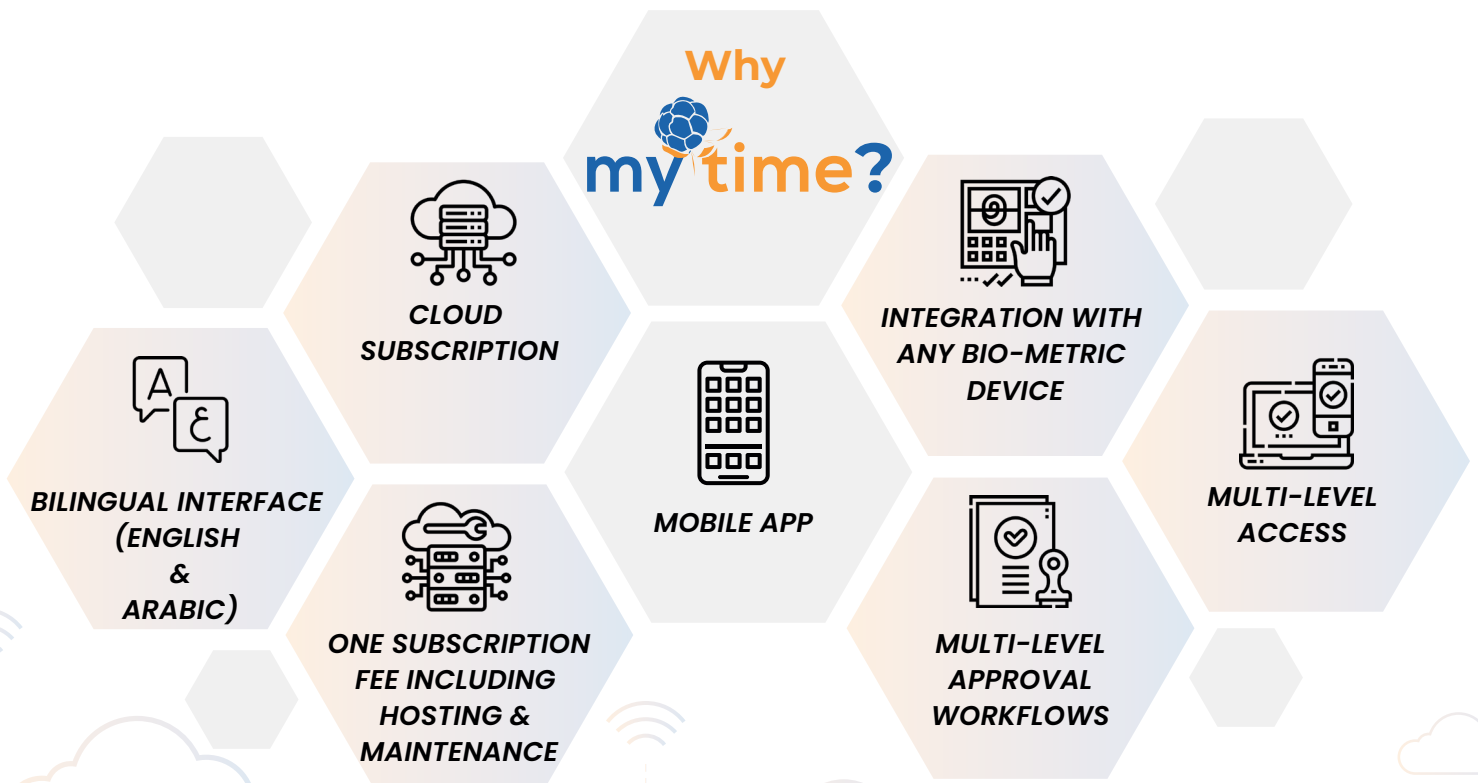 Why
my time?
CLOUD
SUBSCRIPTION
INTEGRATION WITH
ANY BIO-METRIC
DEVICE
A
ع
BILINGUAL INTERFACE
(ENGLISH
&
ARABIC)
MOBILE APP
MULTI-LEVEL
ACCESS
ONE SUBSCRIPTION
FEE INCLUDING
HOSTING &
MAINTENANCE
MULTI-LEVEL
APPROVAL
WORKFLOWS